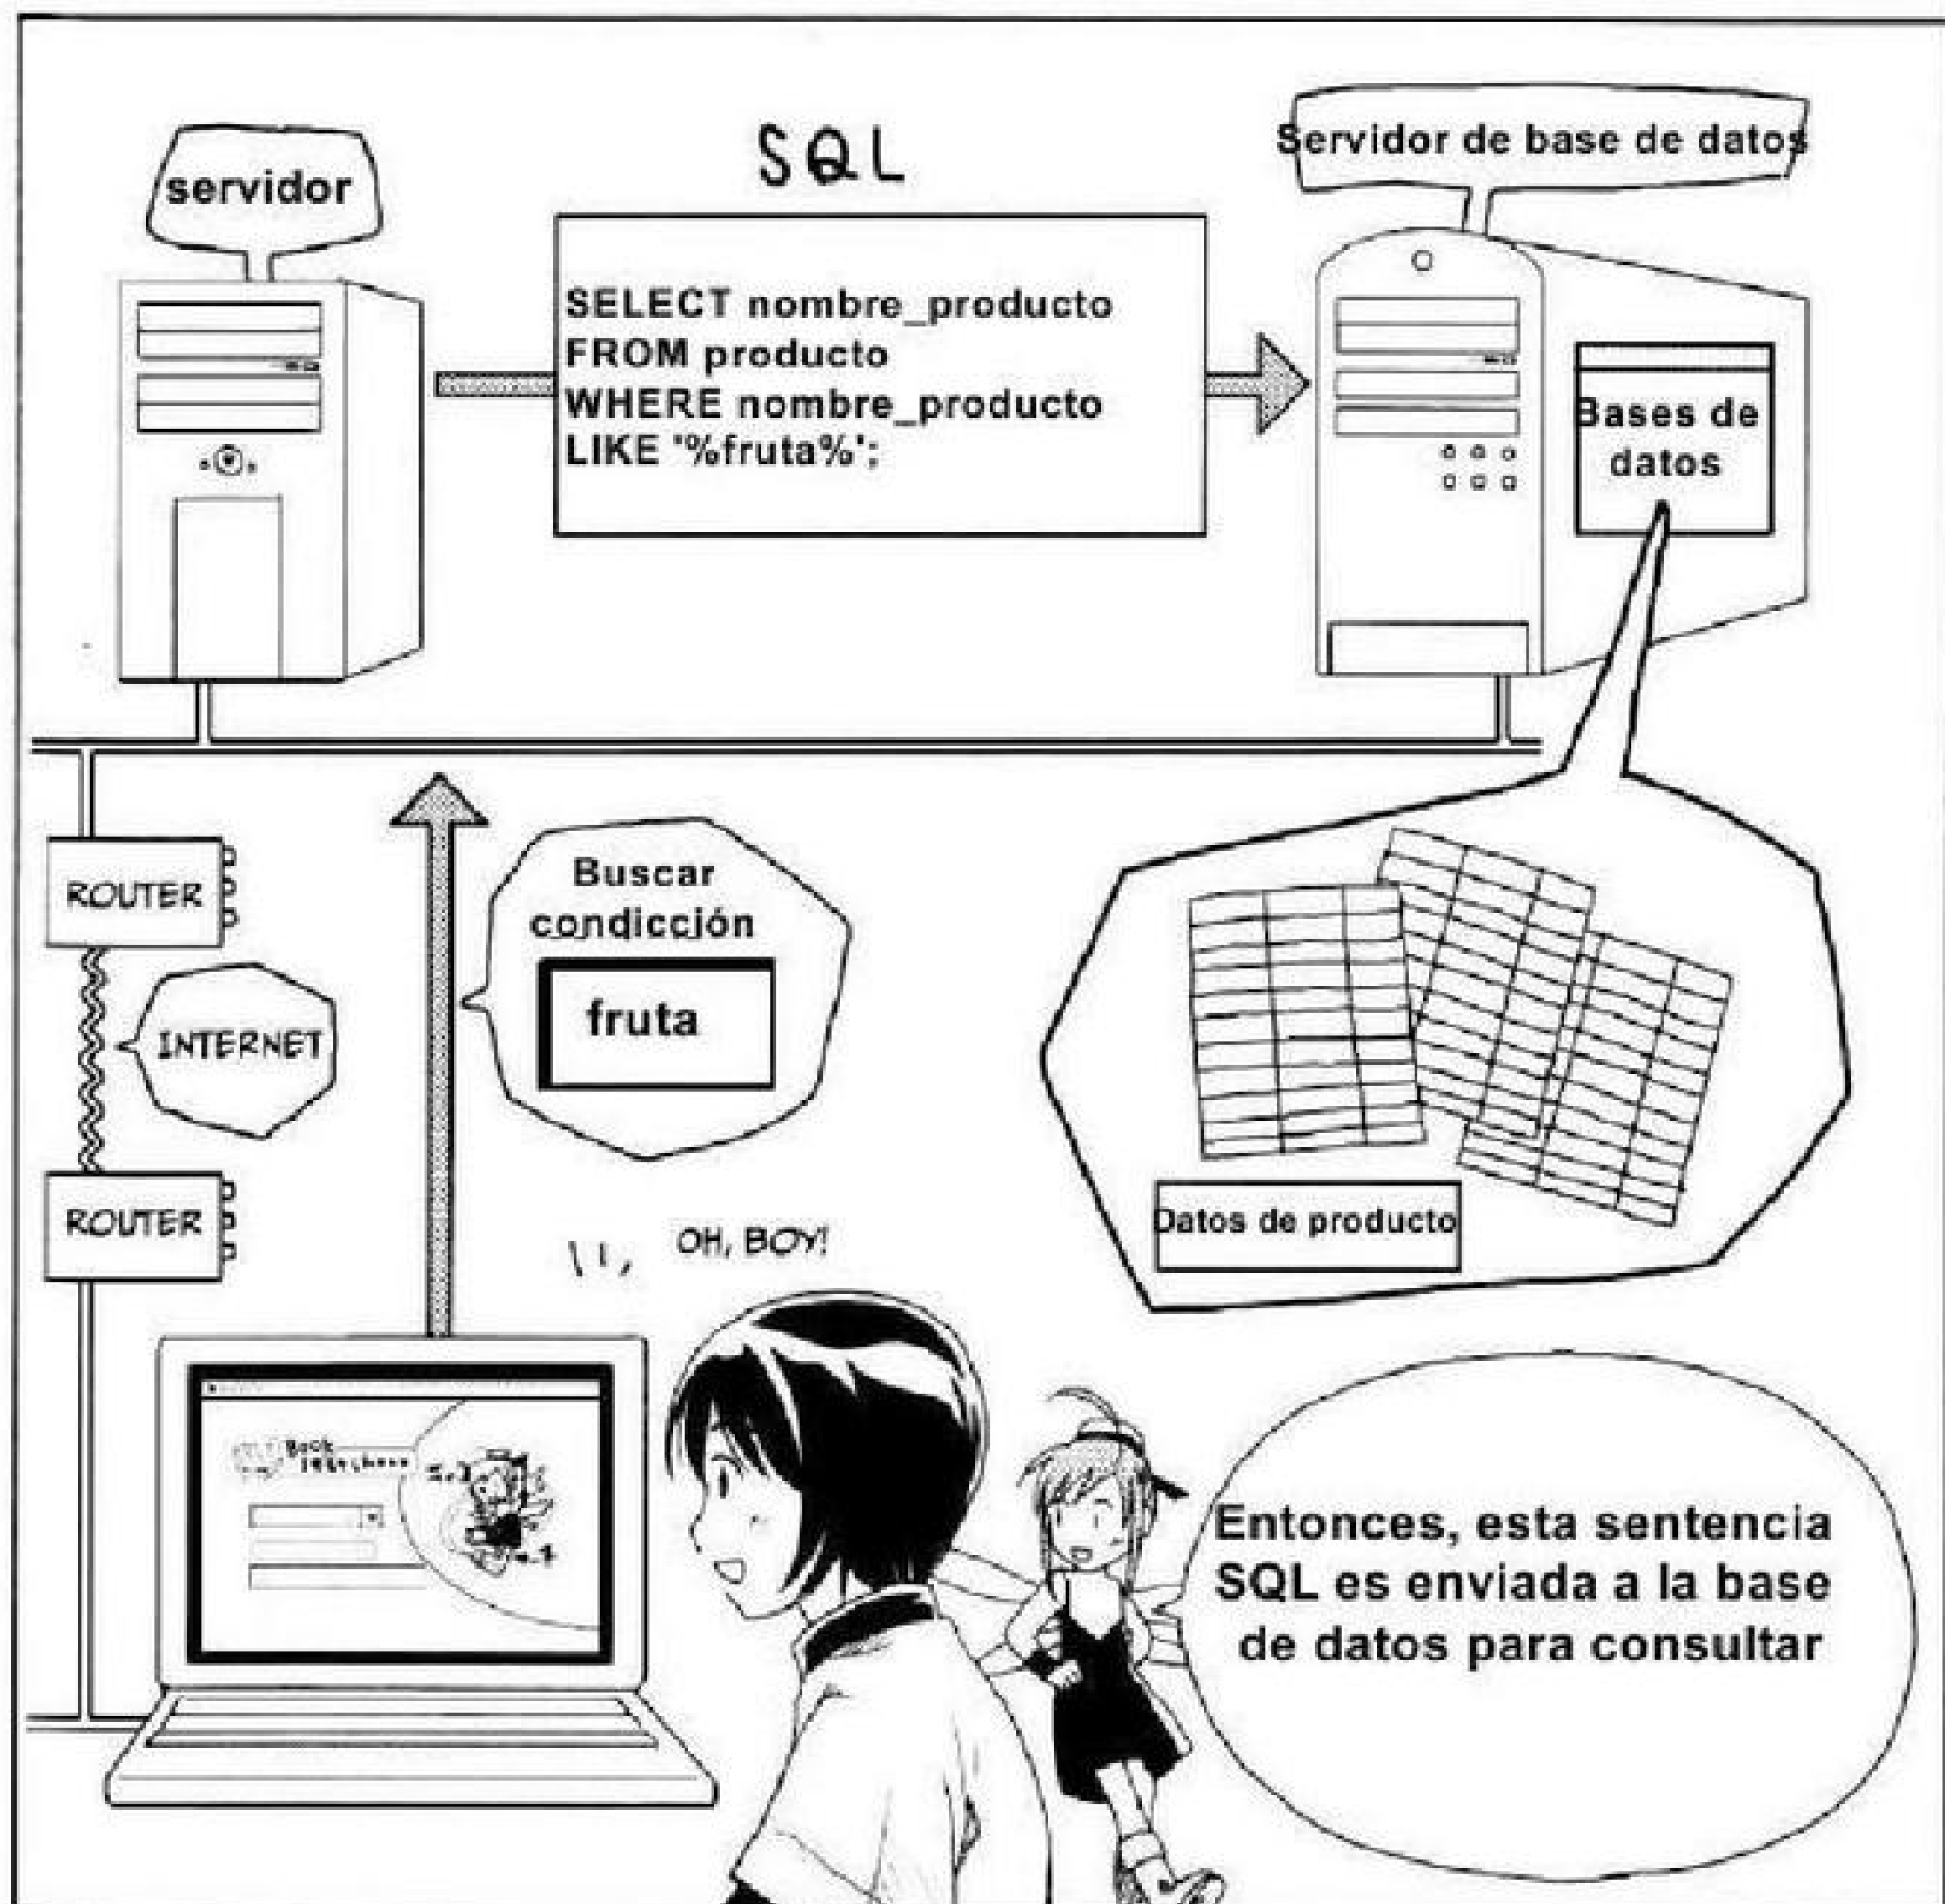 SQL
servidor
Servidor de base de datos
SELECT nombre_producto
FROM producto
WHERE nombre_producto
LIKE '%fruta%';
Bases de
datos
ROUTER
Buscar
condicción
fruta
INTERNET
ROUTER
Datos de producto
OH, BOY!
Book
Entonces, esta sentencia
SQL es enviada a la base
de datos para consultar